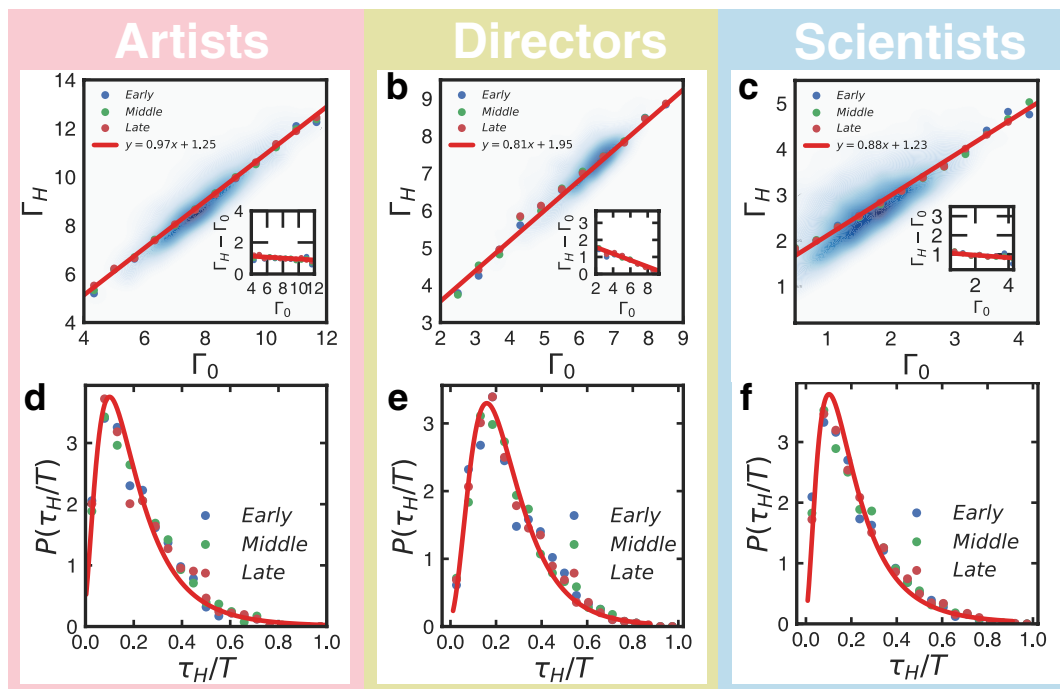 Artists
Directors
Scientists
14
12
10
8
6
4
4
6
8
10
12
Γ_H
Γ_0
Early
Middle
Late
y = 0.97x + 1.25
4
2
1
0
4 6 8 10 12
Γ_H − Γ_0
Γ_0
b
9
8
7
6
5
4
3
2 3 4 5 6 7 8 9
Γ_H
Γ_0
Early
Middle
Late
y = 0.81x + 1.95
3
2
1
0
2 4 6 8
Γ_H − Γ_0
Γ_0
c
5
4
3
2
1
1 2 3 4
Γ_H
Γ_0
Early
Middle
Late
y = 0.88x + 1.23
3
2
1
2 4
Γ_H − Γ_0
Γ_0
d
3
2
1
0
0.0 0.2 0.4 0.6 0.8 1.0
P(τ_H/T)
τ_H/T
Early
Middle
Late
e
3
2
1
0
0.0 0.2 0.4 0.6 0.8 1.0
P(τ_H/T)
τ_H/T
Early
Middle
Late
f
3
2
1
0
0.0 0.2 0.4 0.6 0.8 1.0
P(τ_H/T)
τ_H/T
Early
Middle
Late